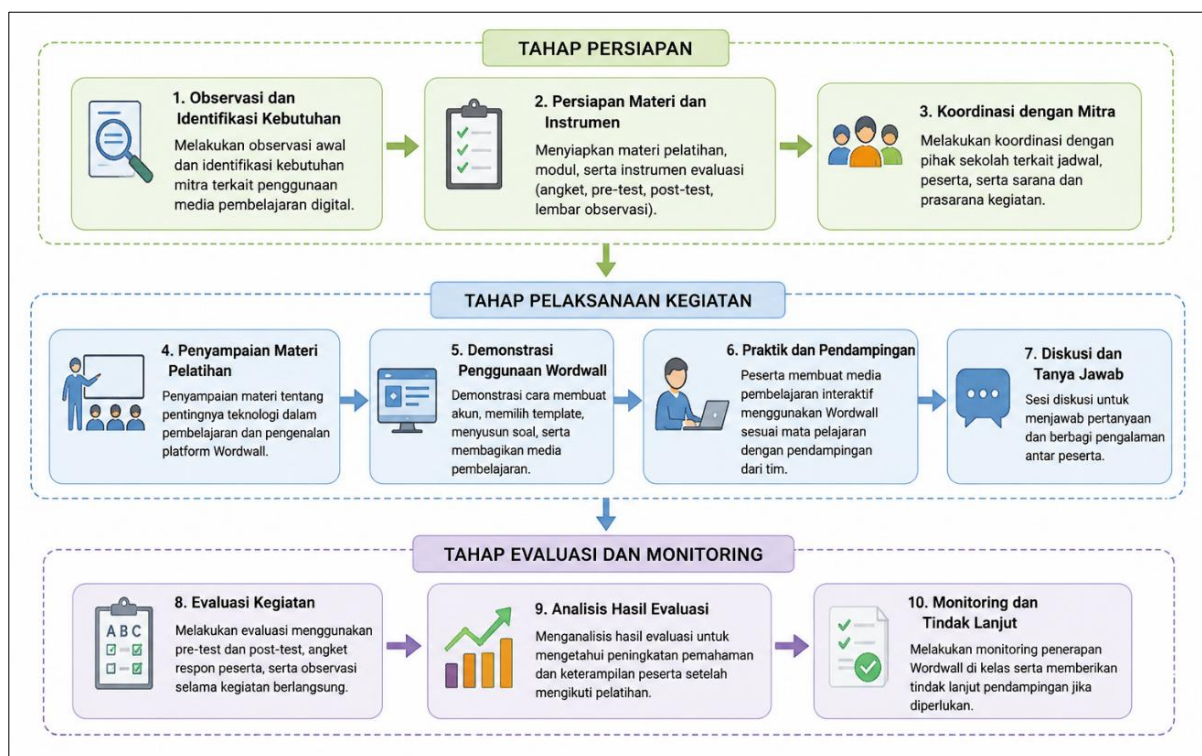 TAHAP PERSIAPAN
1. Observasi dan
Identifikasi Kebutuhan
Melakukan observasi awal
dan identifikasi kebutuhan
mitra terkait penggunaan
media pembelajaran digital.
2. Persiapan Materi dan
Instrumen
Menyiapkan materi pelatihan,
modul, serta instrumen evaluasi
(angket, pre-test, post-test,
lembar observasi).
3. Koordinasi dengan Mitra
Melakukan koordinasi dengan
pihak sekolah terkait jadwal,
peserta, serta sarana dan
prasarana kegiatan.
TAHAP PELAKSANAAN KEGIATAN
4. Penyampaian Materi
Pelatihan
Penyampaian materi tentang
pentingnya teknologi dalam
pembelajaran dan pengenalan
platform Wordwall.
5. Demonstrasi
Penggunaan Wordwall
Demonstrasi cara membuat
akun, memilih template,
menyusun soal, serta
membagikan media
pembelajaran.
6. Praktik dan Pendampingan
Peserta membuat media
pembelajaran interaktif
menggunakan Wordwall
sesuai mata pelajaran
dengan pendampingan
dari tim.
7. Diskusi dan
Tanya Jawab
Sesi diskusi untuk
menjawab pertanyaan
dan berbagi pengalaman
antar peserta.
TAHAP EVALUASI DAN MONITORING
A B C
8. Evaluasi Kegiatan
Melakukan evaluasi menggunakan
pre-test dan post-test, angket
respon peserta, serta observasi
selama kegiatan berlangsung.
9. Analisis Hasil Evaluasi
Menganalisis hasil evaluasi untuk
mengetahui peningkatan pemahaman
dan keterampilan peserta setelah
mengikuti pelatihan.
10. Monitoring dan
Tindak Lanjut
Melakukan monitoring penerapan
Wordwall di kelas serta memberikan
tindak lanjut pendampingan jika
diperlukan.